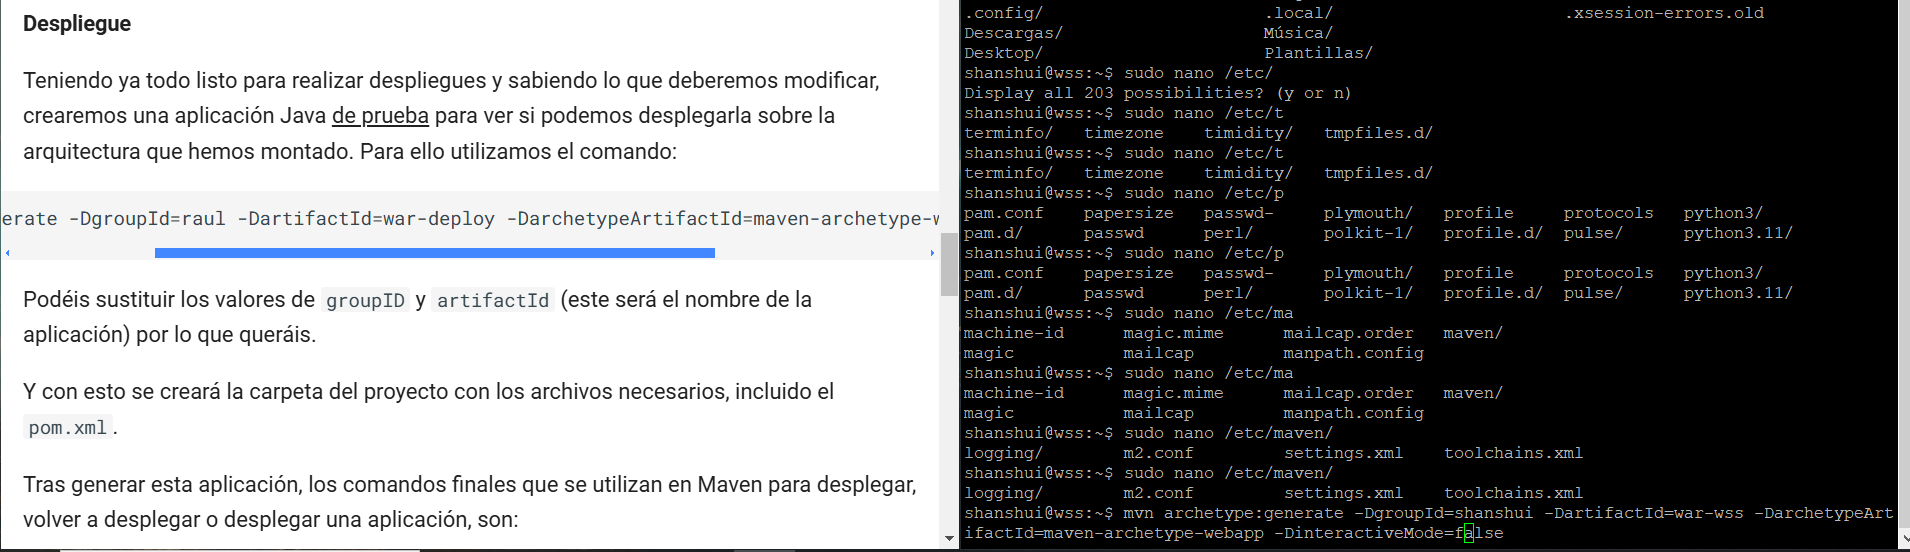 Despliegue
Teniendo ya todo listo para realizar despliegues y sabiendo lo que deberemos modificar,
crearemos una aplicación Java de prueba para ver si podemos desplegarla sobre la
arquitectura que hemos montado. Para ello utilizamos el comando:
erate -DgroupId=raul -DartifactId=war-deploy -DarchetypeArtifactId=maven-archetype-w
Podéis sustituir los valores de groupID y artifactId (este será el nombre de la
aplicación) por lo que queráis.
Y con esto se creará la carpeta del proyecto con los archivos necesarios, incluido el
pom.xml.
Tras generar esta aplicación, los comandos finales que se utilizan en Maven para desplegar,
volver a desplegar o desplegar una aplicación, son:
.config/ .local/ .xsession-errors.old
Descargas/ Música/
Desktop/ Plantillas/
shanshui@wss:~$ sudo nano /etc/
Display all 203 possibilities? (y or n)
shanshui@wss:~$ sudo nano /etc/t
terminfo/ timezone timidity/ tmpfiles.d/
shanshui@wss:~$ sudo nano /etc/t
terminfo/ timezone timidity/ tmpfiles.d/
shanshui@wss:~$ sudo nano /etc/p
pam.conf papersize passwd- plymouth/ profile protocols python3/
pam.d/ passwd perl/ polkit-1/ profile.d/ pulse/ python3.11/
shanshui@wss:~$ sudo nano /etc/p
pam.conf papersize passwd- plymouth/ profile protocols python3/
pam.d/ passwd perl/ polkit-1/ profile.d/ pulse/ python3.11/
shanshui@wss:~$ sudo nano /etc/ma
machine-id magic.mime mailcap.order maven/
magic mailcap manpath.config
shanshui@wss:~$ sudo nano /etc/ma
machine-id magic.mime mailcap.order maven/
magic mailcap manpath.config
shanshui@wss:~$ sudo nano /etc/maven/
logging/ m2.conf settings.xml toolchains.xml
shanshui@wss:~$ sudo nano /etc/maven/
logging/ m2.conf settings.xml toolchains.xml
shanshui@wss:~$ mvn archetype:generate -DgroupId=shanshui -DartifactId=war-wss -DarchetypeArt
ifactId=maven-archetype-webapp -DinteractiveMode=false